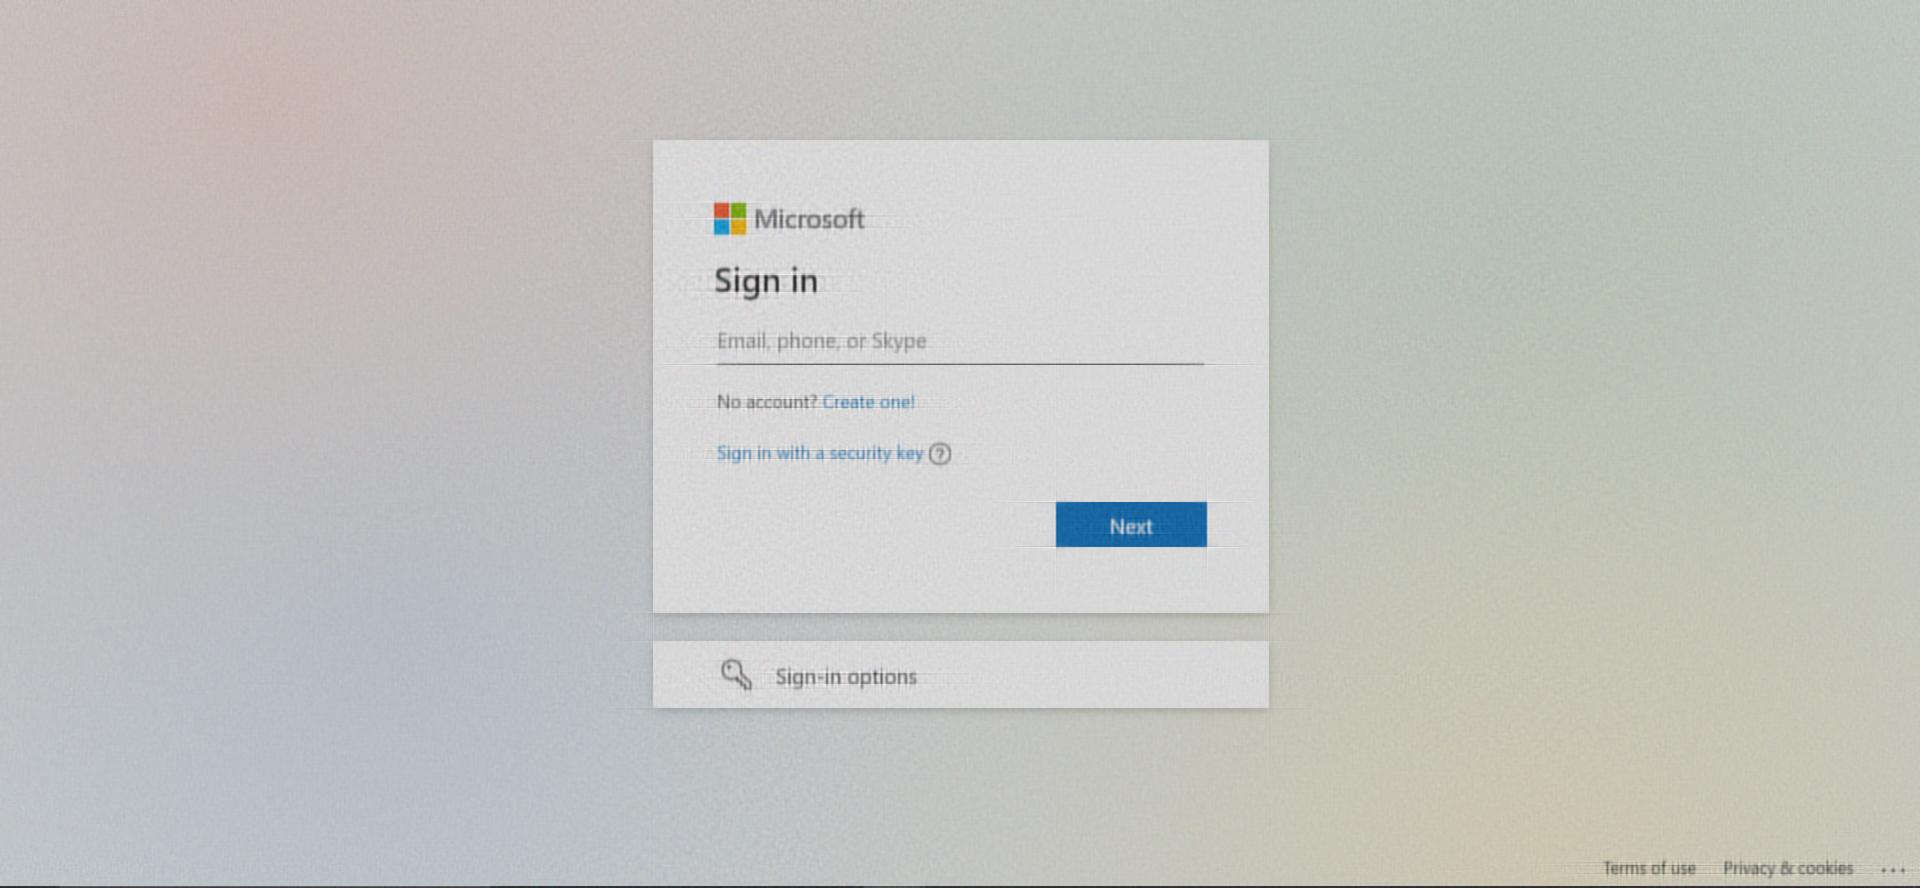 Microsoft
Sign in
Email, phone, or Skype
No account? Create one!
Sign in with a security key
Next
Sign-in options
Terms of use Privacy & cookies ...